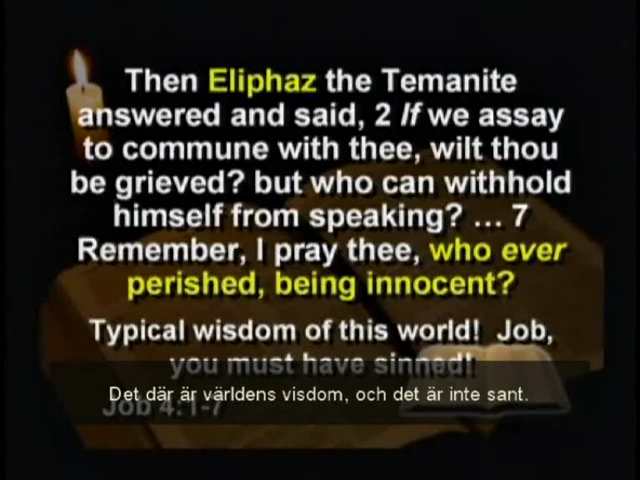 Then Eliphaz the Temanite
answered and said, 2 If we assay
to commune with thee, wilt thou
be grieved? but who can withhold
himself from speaking? … 7
Remember, I pray thee, who ever
perished, being innocent?
Typical wisdom of this world! Job,
you must have sinned!
Det där är världens visdom, och det är inte sant.
Job 4:1-7